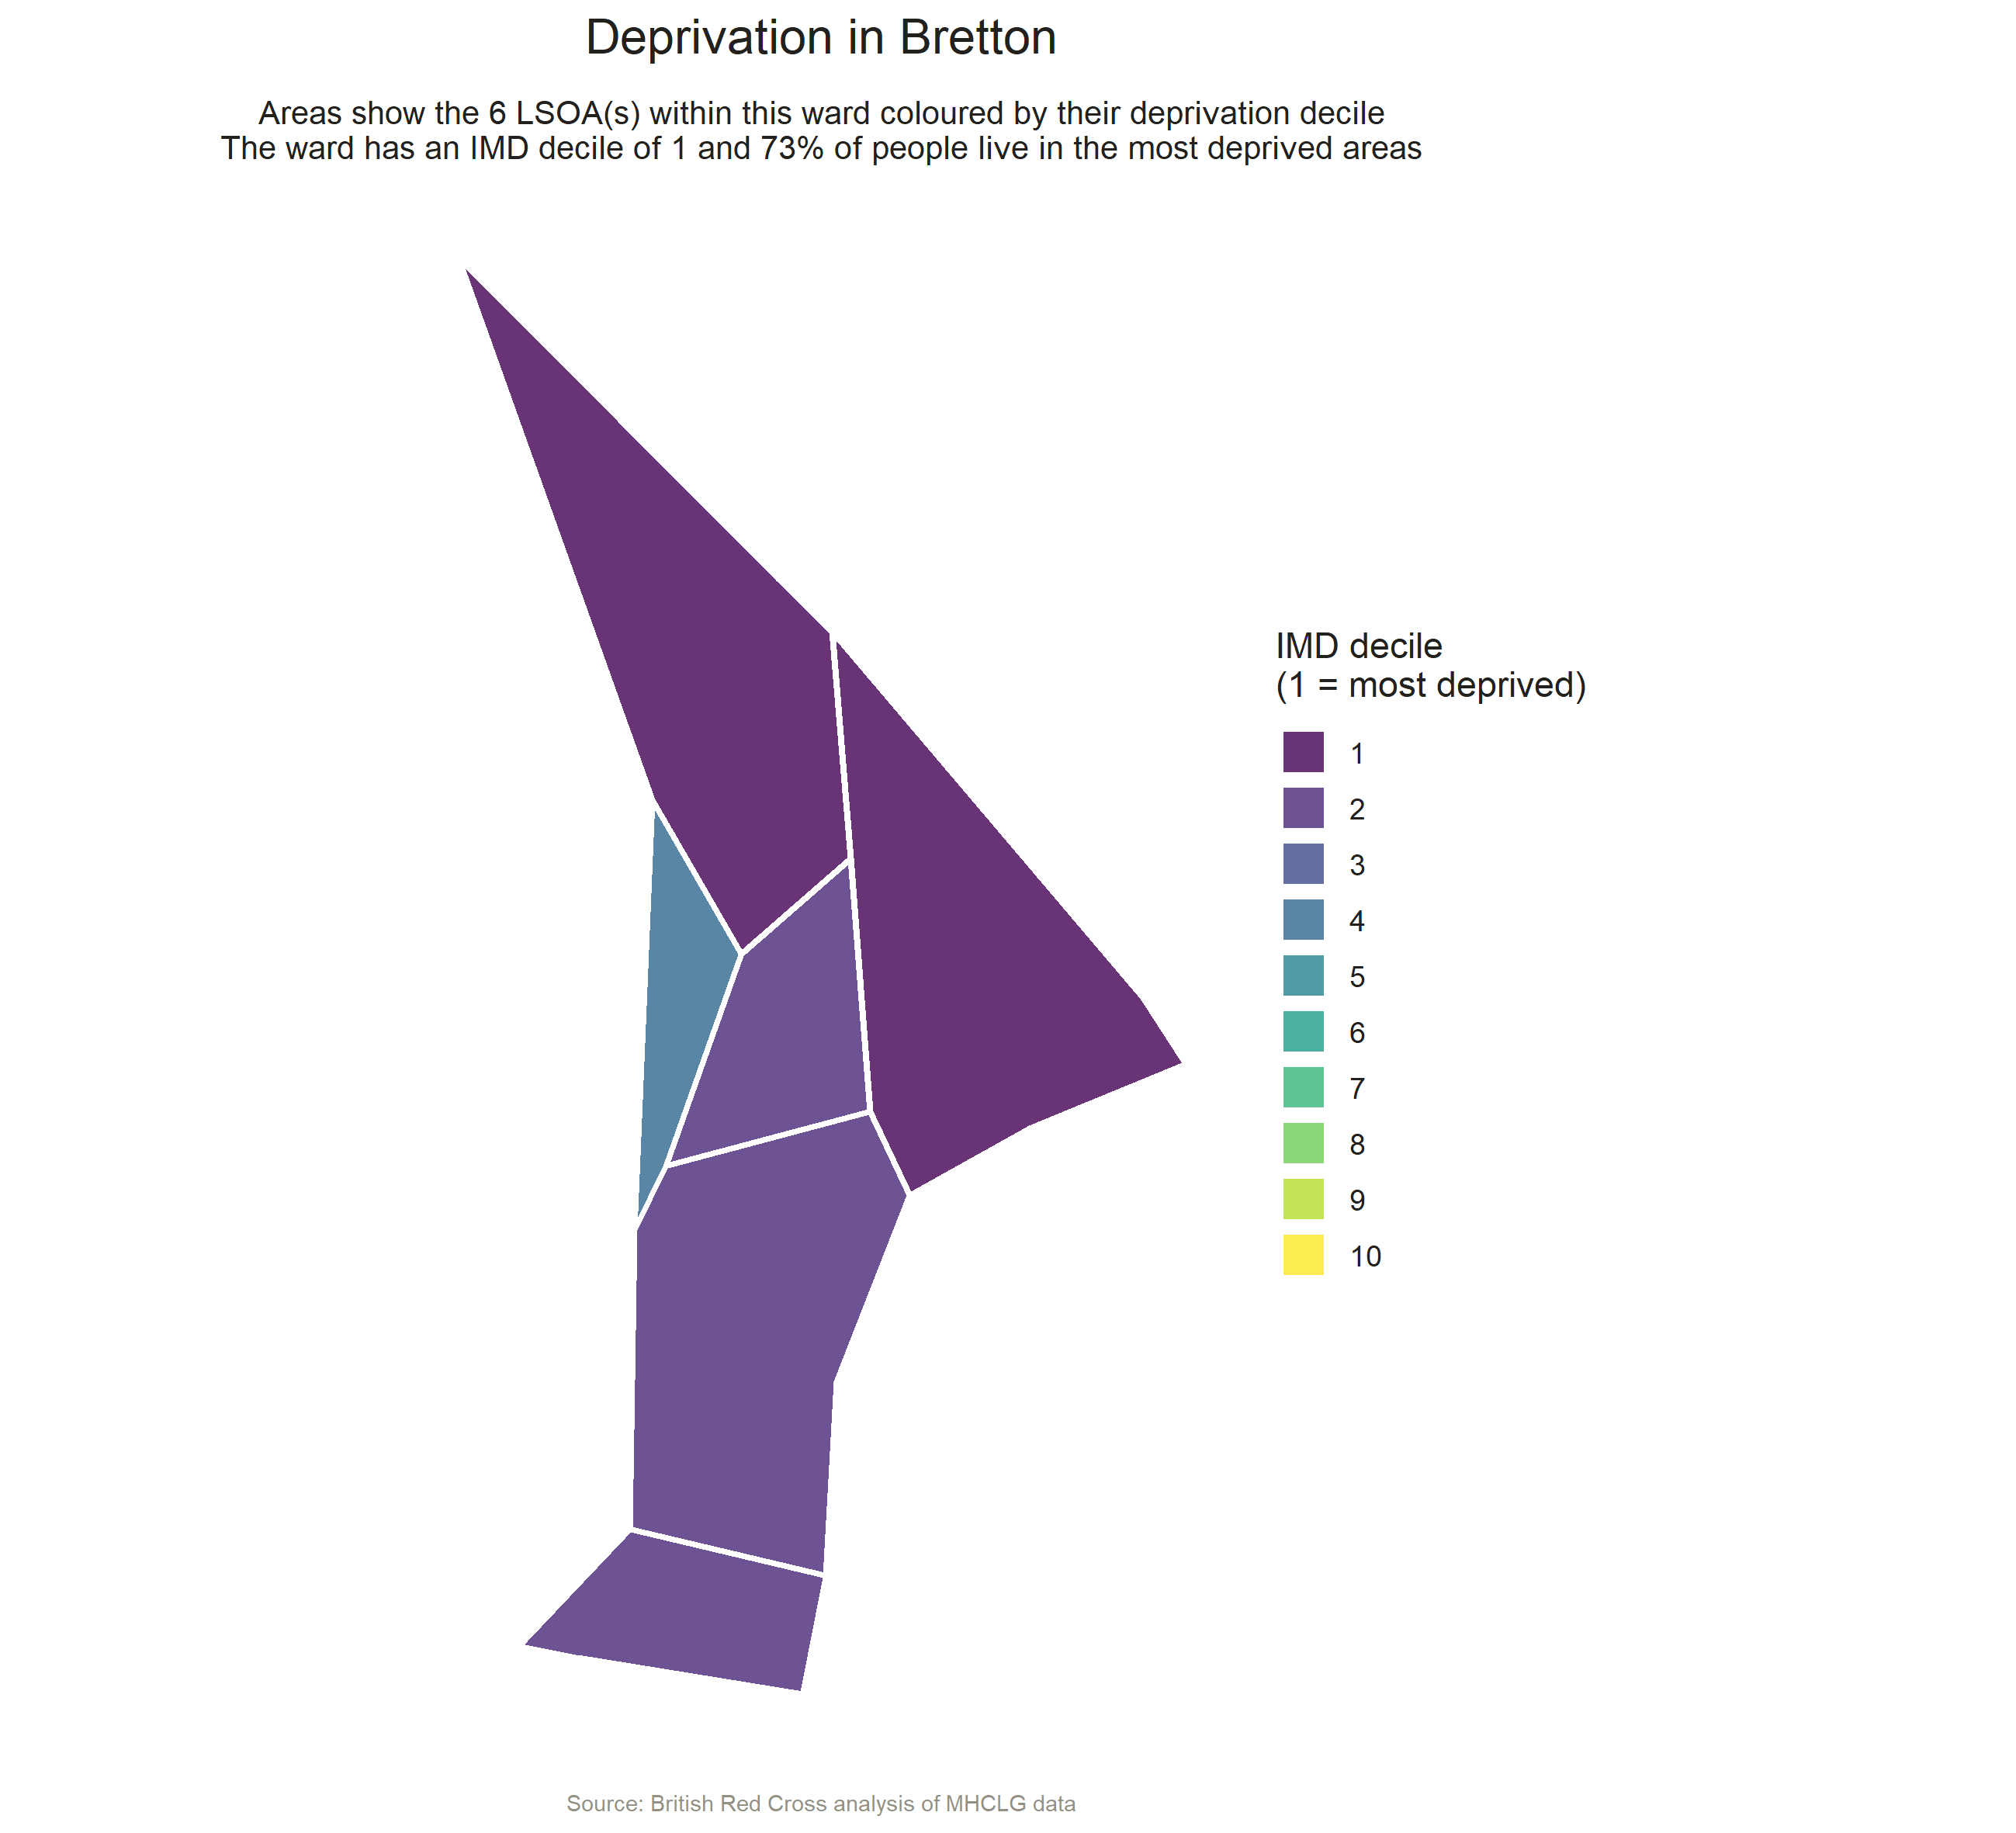 Deprivation in Bretton
Areas show the 6 LSOA(s) within this ward coloured by their deprivation decile
The ward has an IMD decile of 1 and 73% of people live in the most deprived areas
IMD decile
(1 = most deprived)
1
2
3
4
5
6
7
8
9
10
Source: British Red Cross analysis of MHCLG data